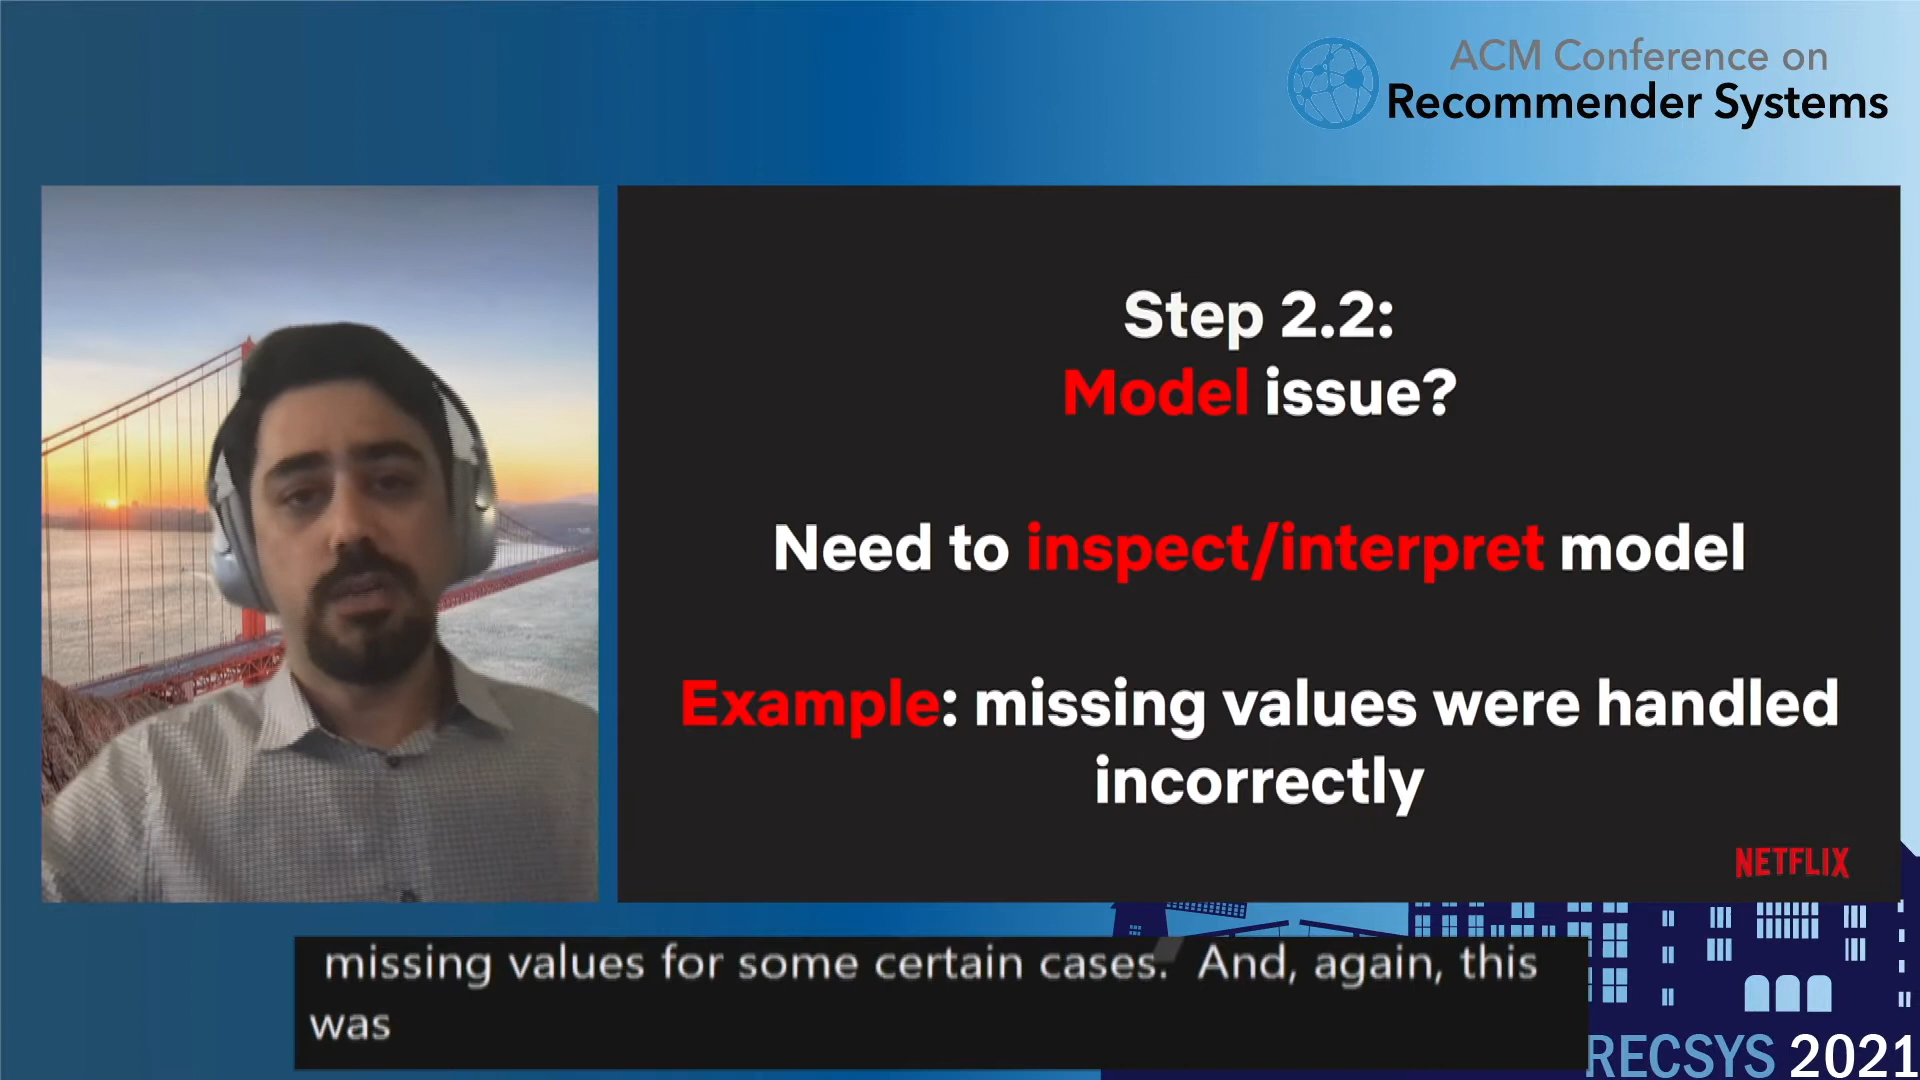 ACM Conference on
Recommender Systems
Step 2.2:
Model issue?
Need to inspect/interpret model
Example: missing values were handled
incorrectly
NETFLIX
missing values for some certain cases.  And, again, this
was
RECSYS 2021